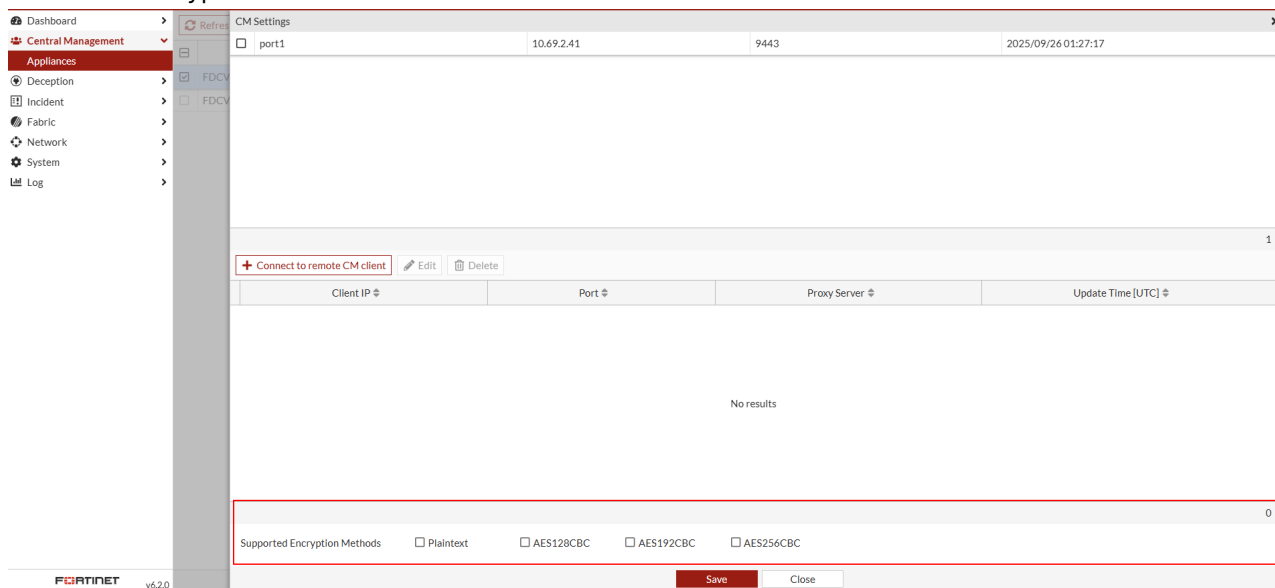 Dashboard
Central Management
Appliances
Deception
Incident
Fabric
Network
System
Log
Refres
FDCV
FDCV
CM Settings
port1 10.69.2.41 9443 2025/09/26 01:27:17
1
+ Connect to remote CM client Edit Delete
Client IP Port Proxy Server Update Time [UTC]
No results
0
Supported Encryption Methods Plaintext AES128CBC AES192CBC AES256CBC
Save Close
FORTINET v6.2.0